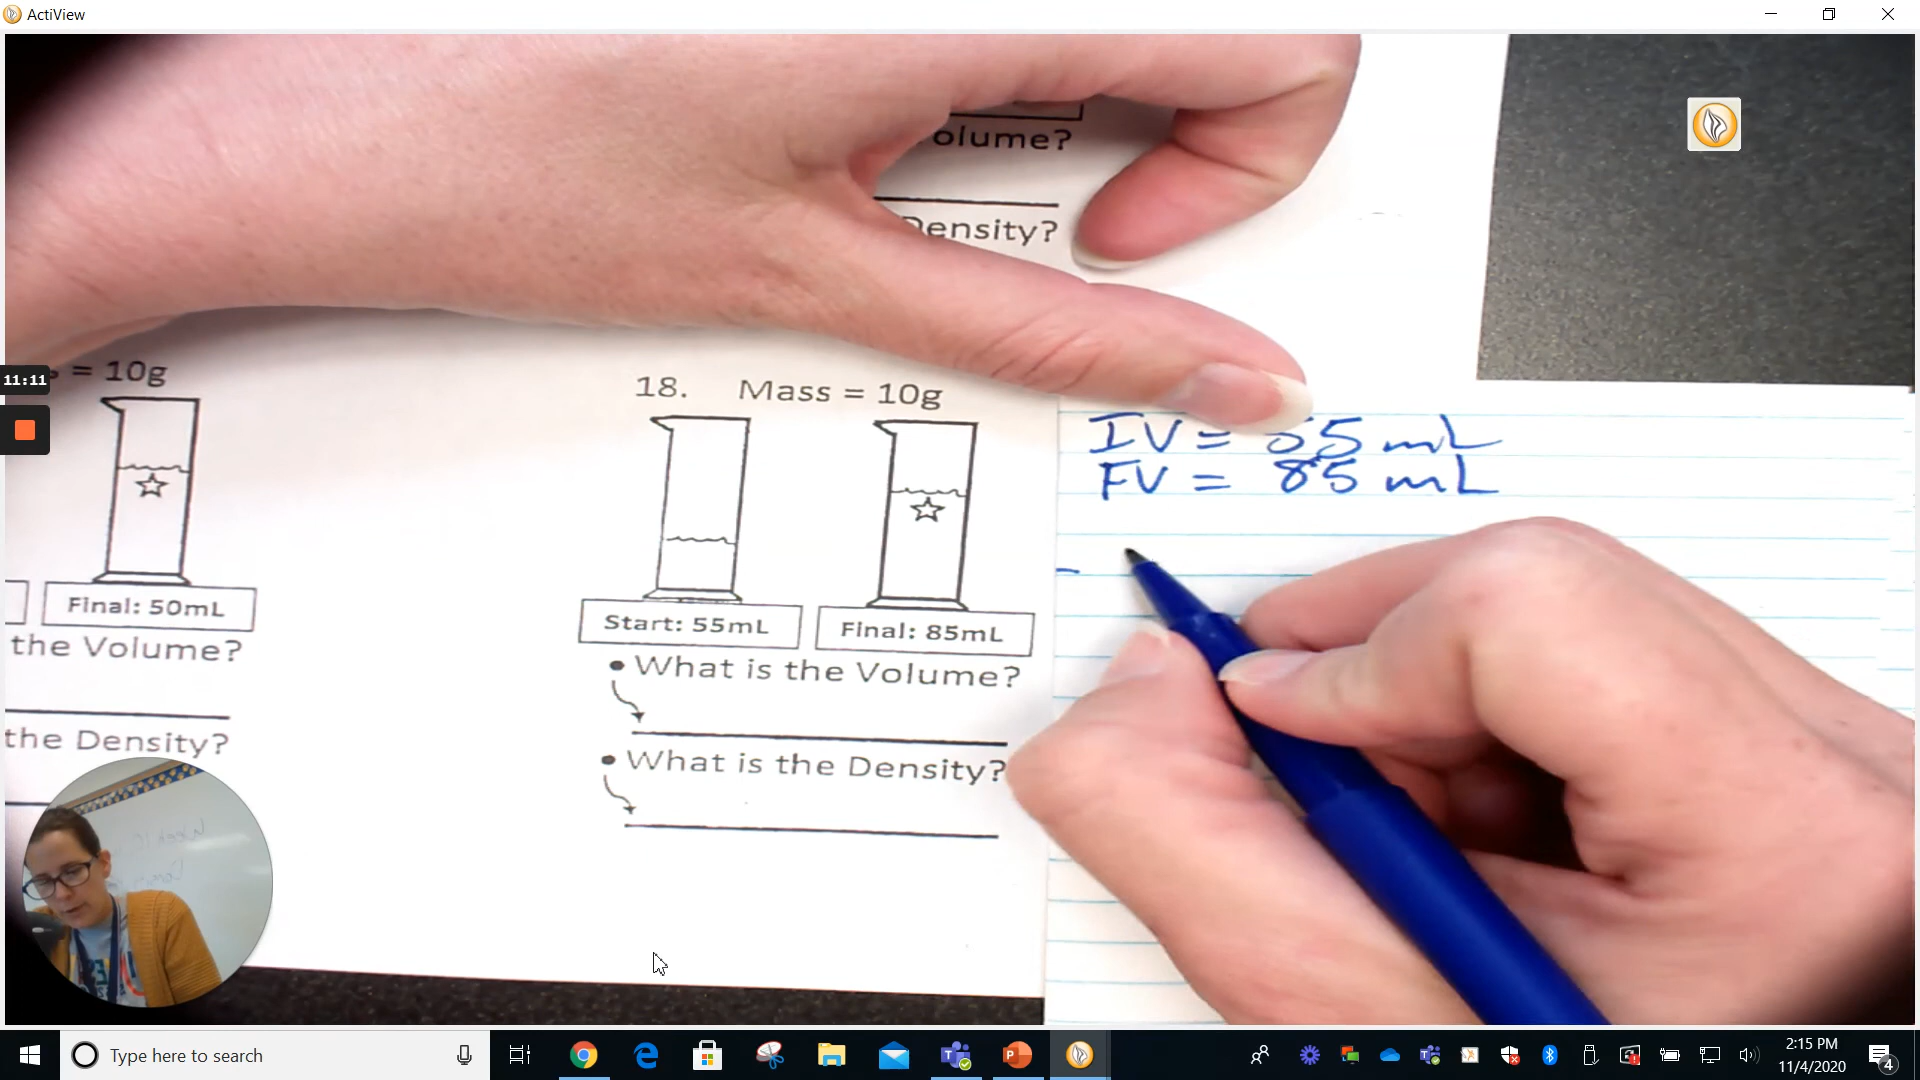 ActiView
olume?
Density?
= 10g
11:11
18. Mass = 10g
IV = 55 mL
FV = 85 mL
Final: 50mL
Start: 55mL
Final: 85mL
the Volume?
• What is the Volume?
the Density?
• What is the Density?
Type here to search
2:15 PM
11/4/2020
4